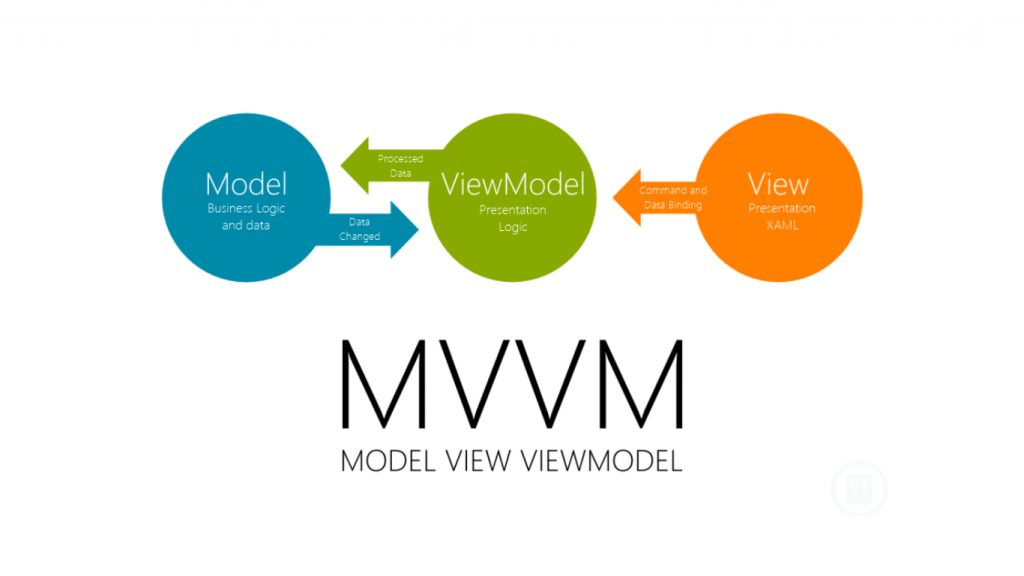 Model
Business Logic
and data
Processed
Data
Data
Changed
ViewModel
Presentation
Logic
Command and
Data Binding
View
Presentation
XAML
MVVM
MODEL VIEW VIEWMODEL